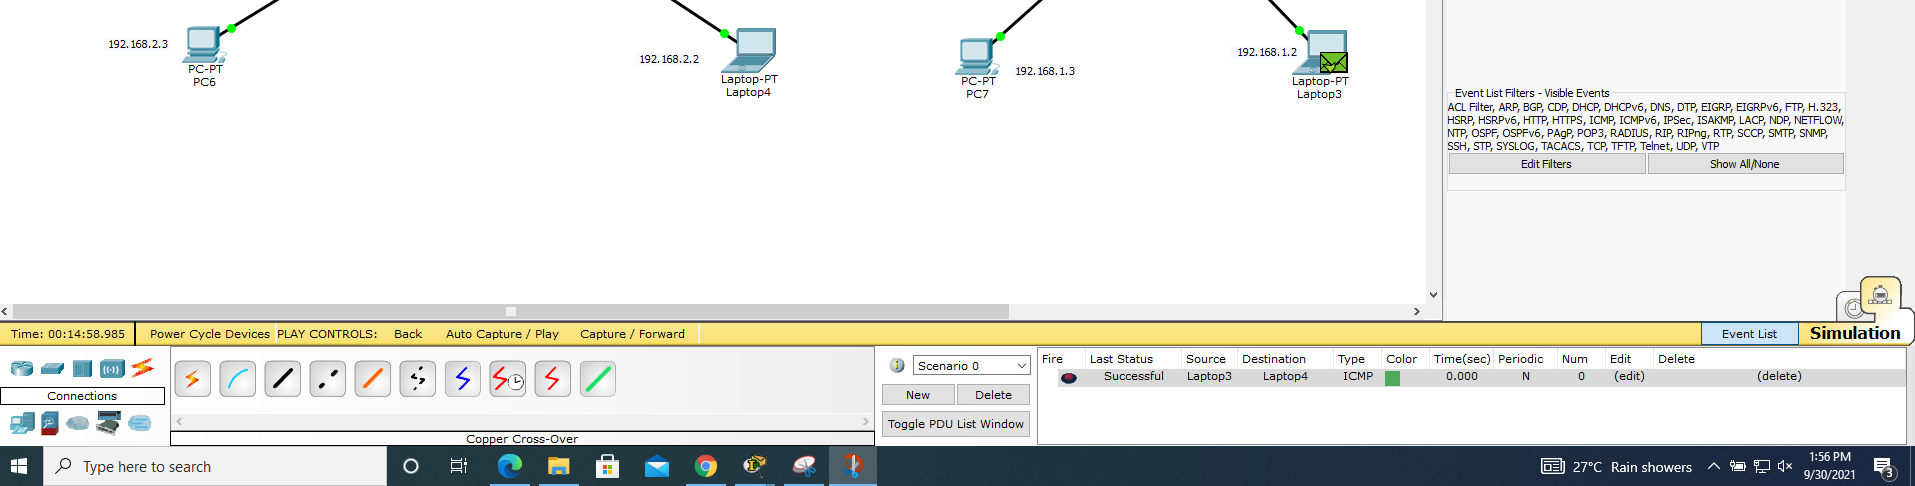 192.168.2.3
PC-PT
PC6
192.168.2.2
Laptop-PT
Laptop4
PC-PT
PC7
192.168.1.3
192.168.1.2
Laptop-PT
Laptop3
Event List Filters - Visible Events
ACL Filter, ARP, BGP, CDP, DHCP, DHCPv6, DNS, DTP, EIGRP, EIGRPv6, FTP, H.323,
HSRP, HSRPv6, HTTP, HTTPS, ICMP, ICMPv6, IPSec, ISAKMP, LACP, NDP, NETFLOW,
NTP, OSPF, OSPFv6, PAgP, POP3, RADIUS, RIP, RIPng, RTP, SCCP, SMTP, SNMP,
SSH, STP, SYSLOG, TACACS, TCP, TFTP, Telnet, UDP, VTP
Edit Filters
Show All/None
Time: 00:14:58.985
Power Cycle Devices
PLAY CONTROLS:
Back
Auto Capture / Play
Capture / Forward
Event List
Simulation
Connections
Copper Cross-Over
Scenario 0
New
Delete
Toggle PDU List Window
Fire Last Status Source Destination Type Color Time(sec) Periodic Num Edit Delete
Successful Laptop3 Laptop4 ICMP 0.000 N 0 (edit) (delete)
Type here to search
27°C Rain showers
1:56 PM
9/30/2021
3